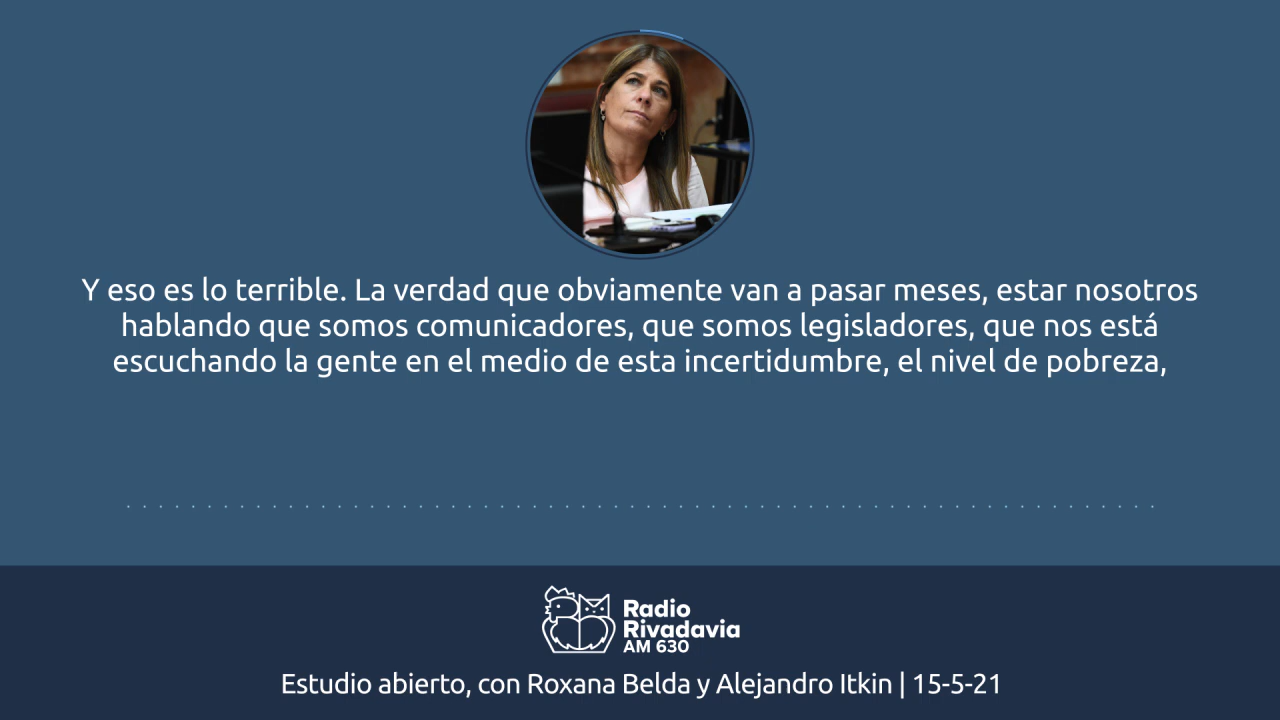 Y eso es lo terrible. La verdad que obviamente van a pasar meses, estar nosotros
hablando que somos comunicadores, que somos legisladores, que nos está
escuchando la gente en el medio de esta incertidumbre, el nivel de pobreza,
Radio
Rivadavia
AM 630
Estudio abierto, con Roxana Belda y Alejandro Itkin | 15-5-21